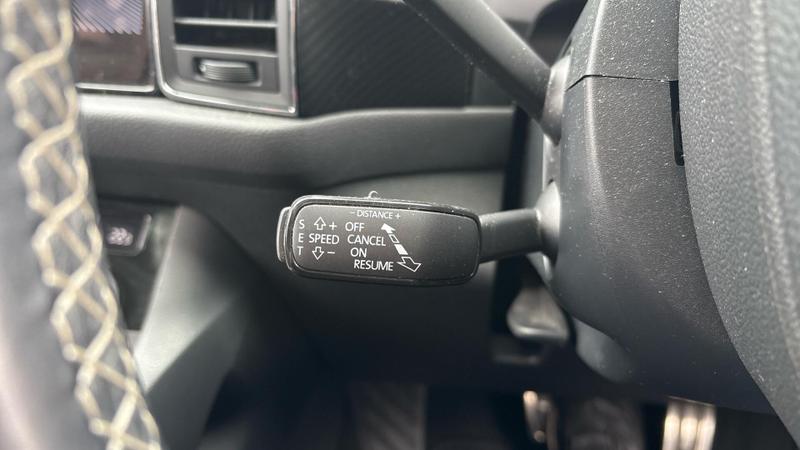 − DISTANCE +
S + OFF
E SPEED CANCEL
T − ON
RESUME